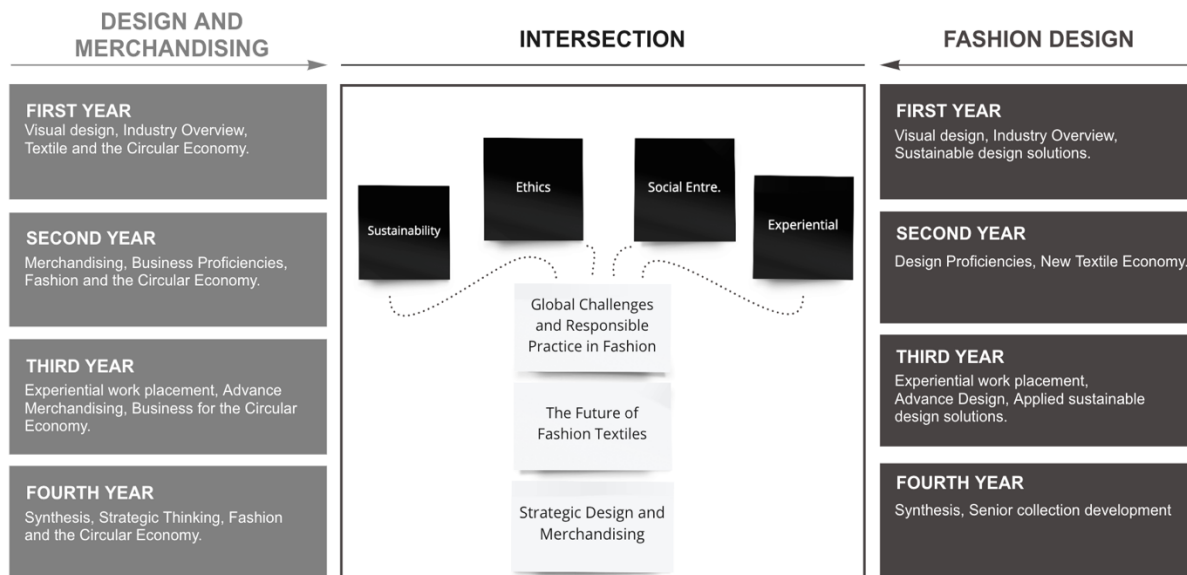 DESIGN AND
MERCHANDISING
FIRST YEAR
Visual design, Industry Overview,
Textile and the Circular Economy.
SECOND YEAR
Merchandising, Business Proficiencies,
Fashion and the Circular Economy.
THIRD YEAR
Experiential work placement, Advance
Merchandising, Business for the Circular
Economy.
FOURTH YEAR
Synthesis, Strategic Thinking, Fashion
and the Circular Economy.
INTERSECTION
Sustainability
Ethics
Social Entre.
Experiential
Global Challenges
and Responsible
Practice in Fashion
The Future of
Fashion Textiles
Strategic Design and
Merchandising
FASHION DESIGN
FIRST YEAR
Visual design, Industry Overview,
Sustainable design solutions.
SECOND YEAR
Design Proficiencies, New Textile Economy.
THIRD YEAR
Experiential work placement,
Advance Design, Applied sustainable
design solutions.
FOURTH YEAR
Synthesis, Senior collection development